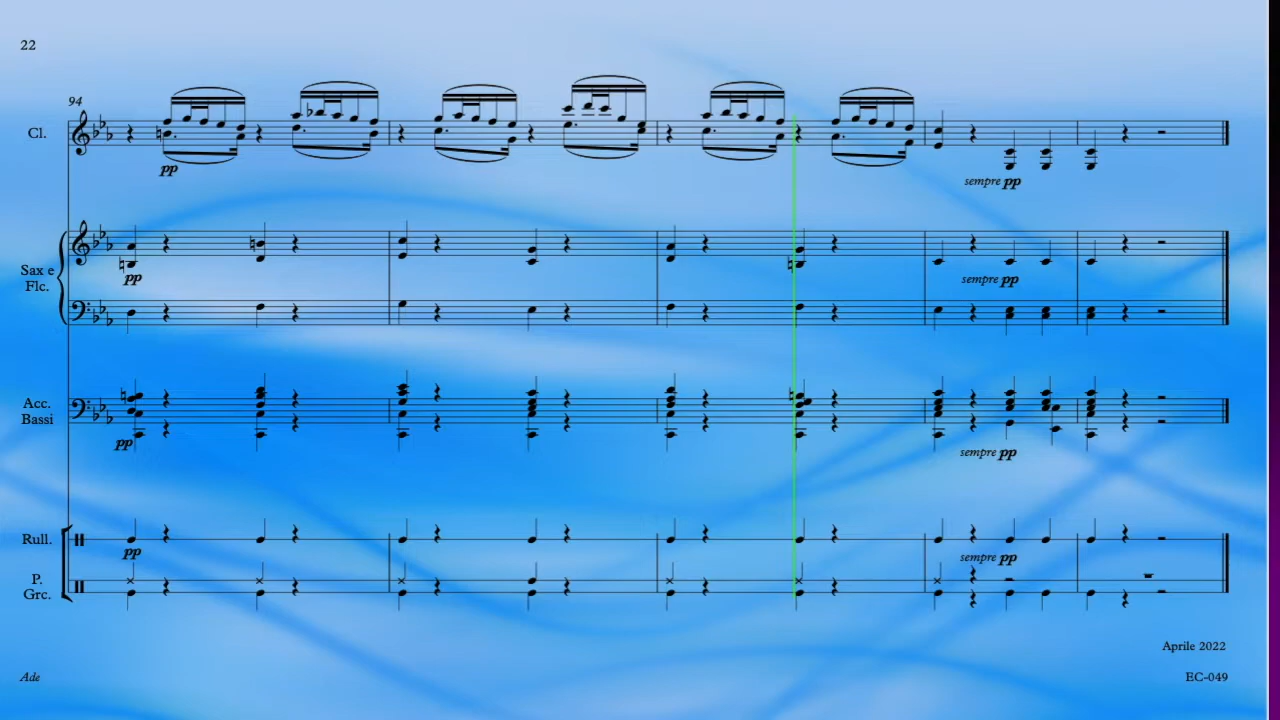 22
94
Cl.
pp
sempre pp
Sax e
Flc.
pp
sempre pp
Acc.
Bassi
pp
sempre pp
Rull.
pp
sempre pp
P.
Grc.
Aprile 2022
Ade
EC-049